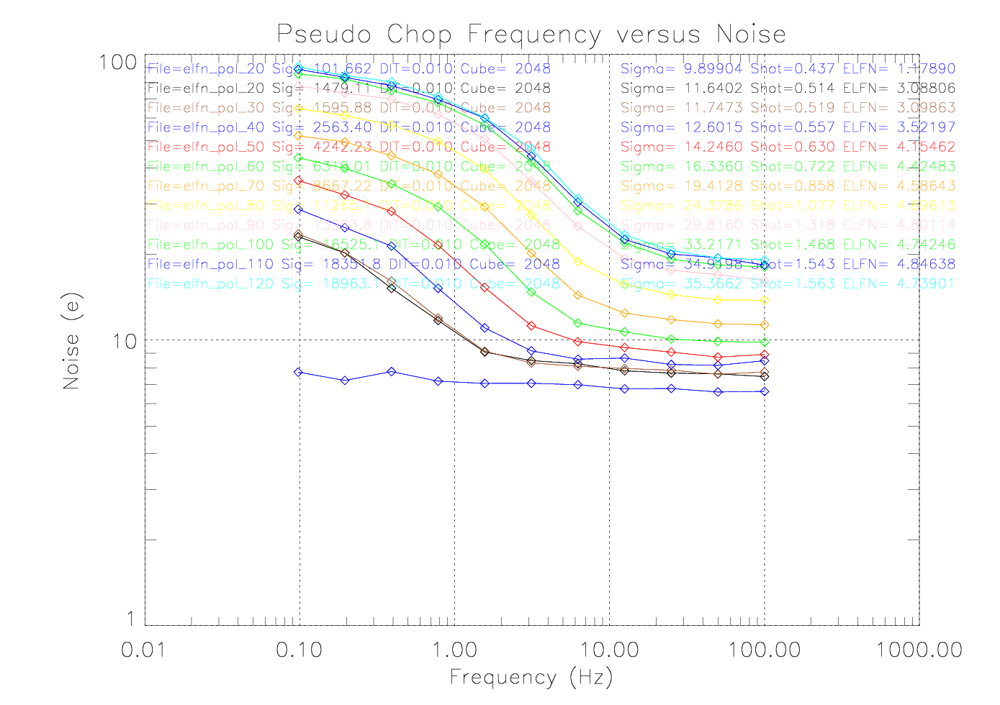 Pseudo Chop Frequency versus Noise
100
File=elfn_pol_20 Sig= 101.662 DIT=0.010 Cube= 2048 Sigma= 9.89904 Shot=0.437 ELFN= 1.17890
File=elfn_pol_20 Sig= 1479.11 DIT=0.010 Cube= 2048 Sigma= 11.6402 Shot=0.514 ELFN= 3.08806
File=elfn_pol_30 Sig= 1595.88 DIT=0.010 Cube= 2048 Sigma= 11.7473 Shot=0.519 ELFN= 3.09863
File=elfn_pol_40 Sig= 2563.40 DIT=0.010 Cube= 2048 Sigma= 12.6015 Shot=0.557 ELFN= 3.52197
File=elfn_pol_50 Sig= 4242.23 DIT=0.010 Cube= 2048 Sigma= 14.2460 Shot=0.630 ELFN= 4.15462
File=elfn_pol_60 Sig= DIT=0.010 Cube= 2048 Sigma= 16.3360 Shot=0.722 ELFN= 4.42483
File=elfn_pol_70 Sig= 8667.22 DIT=0.010 Cube= 2048 Sigma= 19.4128 Shot=0.858 ELFN= 4.58643
File=elfn_pol_80 Sig= DIT=0.010 Cube= 2048 Sigma= 24.3786 Shot=1.077 ELFN=
File=elfn_pol_90 Sig= DIT=0.010 Cube= 2048 Sigma= 29.8160 Shot=1.318 ELFN= 4.80114
File=elfn_pol_100 Sig= 16525.1 DIT=0.010 Cube= 2048 Sigma= 33.2171 Shot=1.468 ELFN= 4.74246
File=elfn_pol_110 Sig= 18351.8 DIT=0.010 Cube= 2048 Sigma= Shot=1.543 ELFN= 4.84638
File=elfn_pol_120 Sig= 18963.1 DIT=0.010 Cube= 2048 Sigma= 35.3662 Shot=1.563 ELFN= 4.73901
Noise (e)
10
1
0.01 0.10 1.00 10.00 100.00 1000.00
Frequency (Hz)